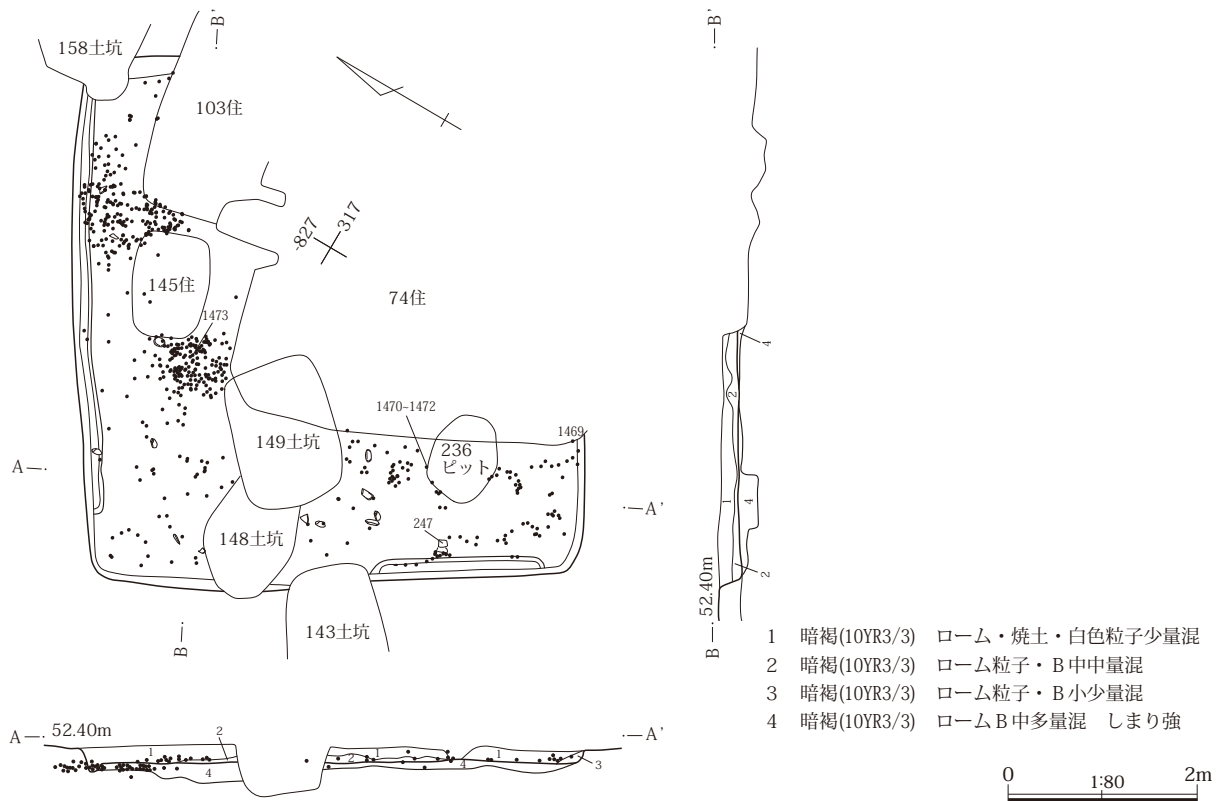 B'
B'
158土坑
103住
-827
317
145住
74住
1473
4
2
1470~1472
1469
149土坑
236
ピット
A
A'
1
4
247
148土坑
2
52.40m
143土坑
B
B
1 暗褐(10YR3/3) ローム・焼土・白色粒子少量混
2 暗褐(10YR3/3) ローム粒子・B中中量混
3 暗褐(10YR3/3) ローム粒子・B小少量混
4 暗褐(10YR3/3) ロームB中多量混 しまり強
A
52.40m
2
A'
1
4
2
1
4
1
3
0
1:80
2m